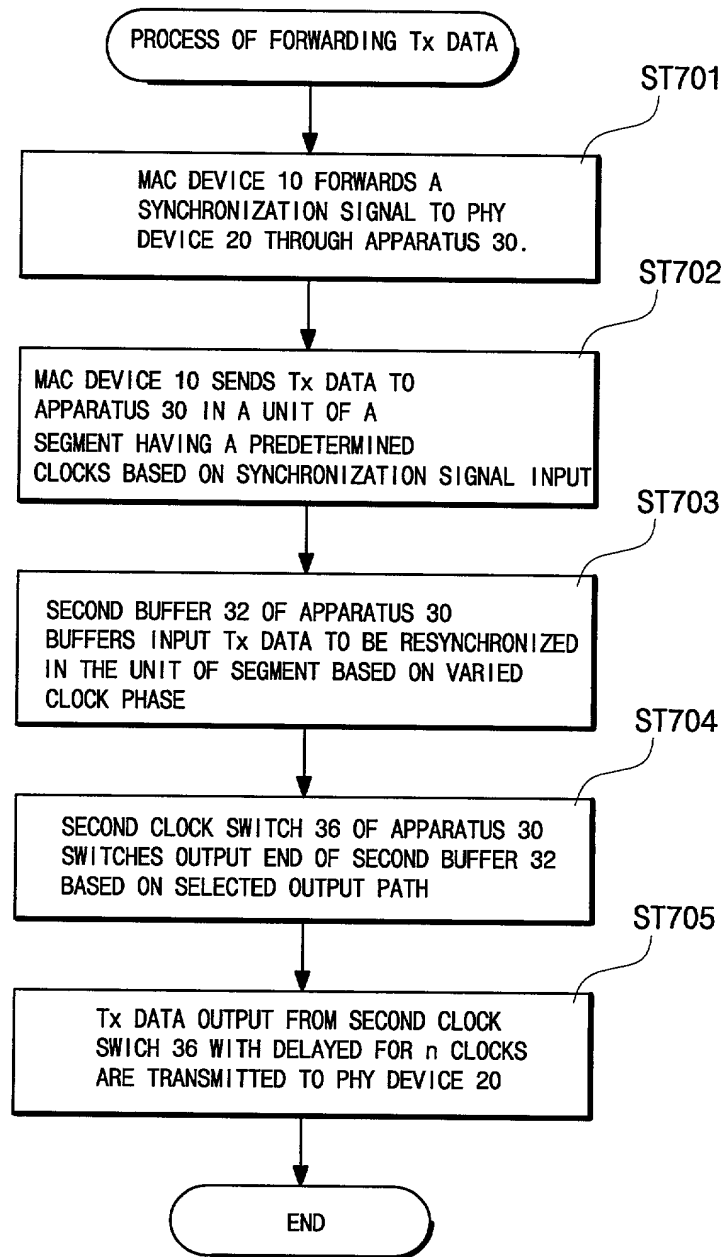 PROCESS OF FORWARDING Tx DATA
ST701
MAC DEVICE 10 FORWARDS A
SYNCHRONIZATION SIGNAL TO PHY
DEVICE 20 THROUGH APPARATUS 30.
ST702
MAC DEVICE 10 SENDS Tx DATA TO
APPARATUS 30 IN A UNIT OF A
SEGMENT HAVING A PREDETERMINED
CLOCKS BASED ON SYNCHRONIZATION SIGNAL INPUT
ST703
SECOND BUFFER 32 OF APPARATUS 30
BUFFERS INPUT Tx DATA TO BE RESYNCHRONIZED
IN THE UNIT OF SEGMENT BASED ON VARIED
CLOCK PHASE
ST704
SECOND CLOCK SWITCH 36 OF APPARATUS 30
SWITCHES OUTPUT END OF SECOND BUFFER 32
BASED ON SELECTED OUTPUT PATH
ST705
Tx DATA OUTPUT FROM SECOND CLOCK
SWICH 36 WITH DELAYED FOR n CLOCKS
ARE TRANSMITTED TO PHY DEVICE 20
END